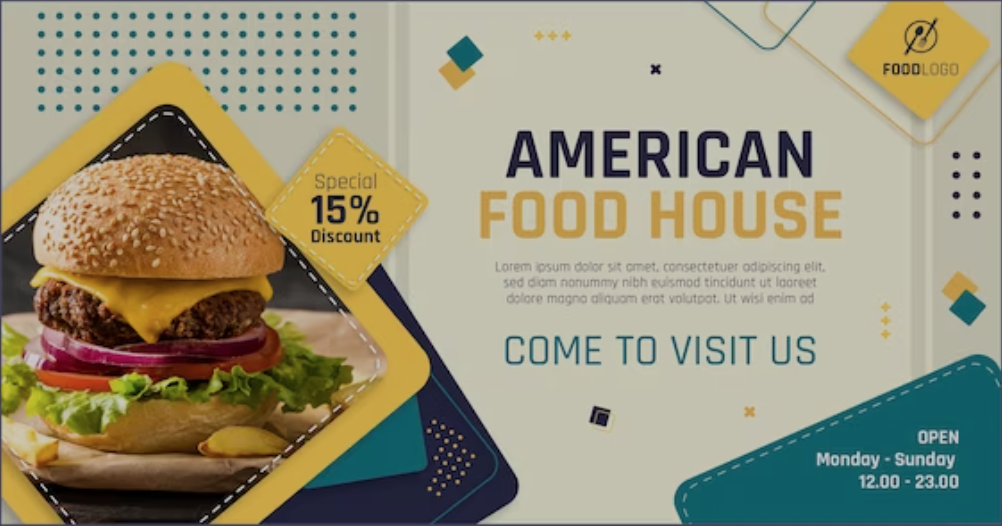 FOODLOGO
Special
15%
Discount
AMERICAN
FOOD HOUSE
Lorem ipsum dolor sit amet, consectetuer adipiscing elit,
sed diam nonummy nibh euismod tincidunt ut laoreet
dolore magna aliquam erat volutpat. Ut wisi enim ad
COME TO VISIT US
OPEN
Monday - Sunday
12.00 - 23.00